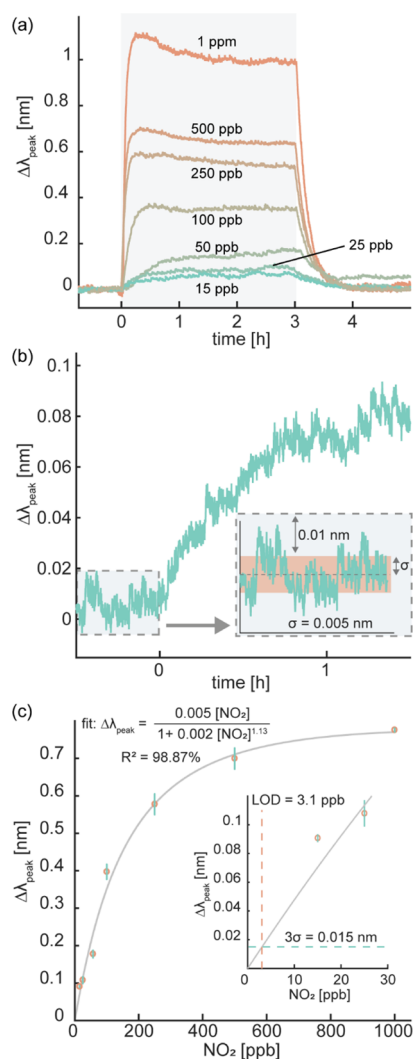 (a)
1 ppm
500 ppb
250 ppb
100 ppb
50 ppb
25 ppb
15 ppb
Δλpeak [nm]
1
0.8
0.6
0.4
0.2
0
0 1 2 3 4
time [h]
(b)
Δλpeak [nm]
0.1
0.08
0.06
0.04
0.02
0
0.01 nm
σ
σ = 0.005 nm
0 1
time [h]
(c)
fit: Δλpeak = 0.005 [NO₂]
1+ 0.002 [NO₂]¹·¹³
R² = 98.87%
Δλpeak [nm]
0.7
0.6
0.5
0.4
0.3
0.2
0.1
0
LOD = 3.1 ppb
Δλpeak [nm]
0.1
0.08
0.06
0.04
0.02
3σ = 0.015 nm
0 10 20 30
NO₂ [ppb]
0 200 400 600 800 1000
NO₂ [ppb]